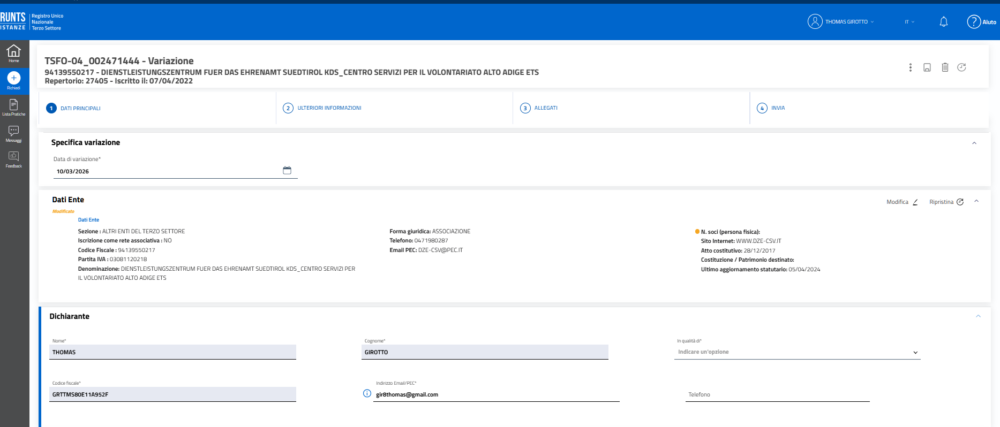 RUNTS
ISTANZE
Registro Unico
Nazionale
Terzo Settore
THOMAS GIROTTO
IT
? Aiuto
Home
Richiedi
Lista Pratiche
Messaggi
Feedback
TSFO-04_002471444 - Variazione
94139550217 - DIENSTLEISTUNGSZENTRUM FUER DAS EHRENAMT SUEDTIROL KDS_CENTRO SERVIZI PER IL VOLONTARIATO ALTO ADIGE ETS
Repertorio: 27405 - Iscritto il: 07/04/2022
1 DATI PRINCIPALI
2 ULTERIORI INFORMAZIONI
3 ALLEGATI
4 INVIA
Specifica variazione
Data di variazione*
10/03/2026
Dati Ente
Modifica
Ripristina
Modificato
Dati Ente
Sezione : ALTRI ENTI DEL TERZO SETTORE
Iscrizione come rete associativa : NO
Codice Fiscale : 94139550217
Partita IVA : 03081120218
Denominazione: DIENSTLEISTUNGSZENTRUM FUER DAS EHRENAMT SUEDTIROL KDS_CENTRO SERVIZI PER
IL VOLONTARIATO ALTO ADIGE ETS
Forma giuridica: ASSOCIAZIONE
Telefono: 0471980287
Email PEC: DZE-CSV@PEC.IT
N. soci (persona fisica):
Sito Internet: WWW.DZE-CSV.IT
Atto costitutivo: 28/12/2017
Costituzione / Patrimonio destinato:
Ultimo aggiornamento statutario: 05/04/2024
Dichiarante
Nome*
THOMAS
Cognome*
GIROTTO
In qualità di*
Indicare un'opzione
Codice fiscale*
GRTTMS80E11A952F
Indirizzo Email/PEC*
gir8thomas@gmail.com
Telefono